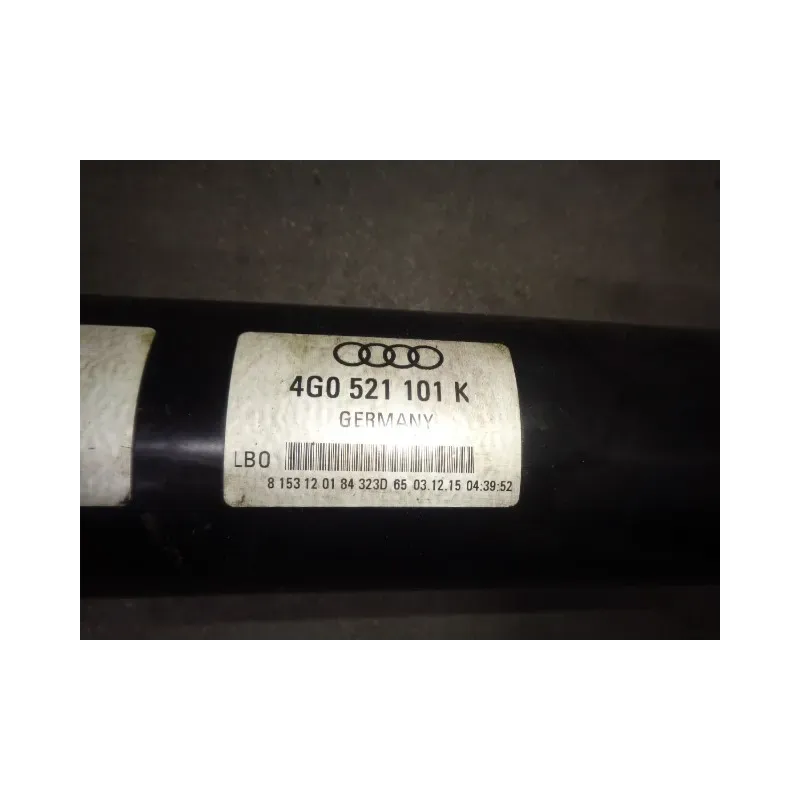 4G0 521 101 K
GERMANY
LBO
8 153 12 01 84 323D 65 03.12.15 04:39:52